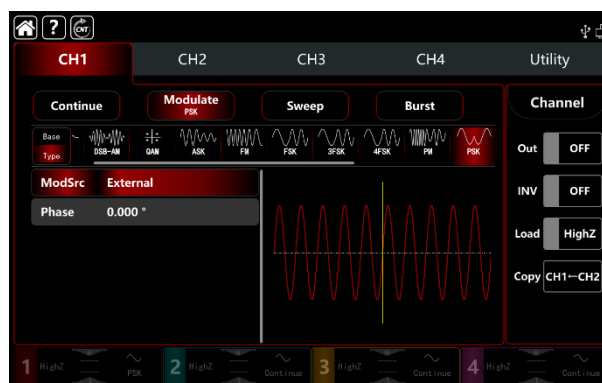 ? CNT
CH1 CH2 CH3 CH4 Utility
Continue Modulate Sweep Burst Channel
PSK
Base
Type DSB-AM QAM ASK FM FSK 3FSK 4FSK PM PSK
Out OFF
ModSrc External
INV OFF
Phase 0.000 °
Load HighZ
Copy CH1←CH2
1 HighZ PSK 2 HighZ Continue 3 HighZ Continue 4 HighZ Continue